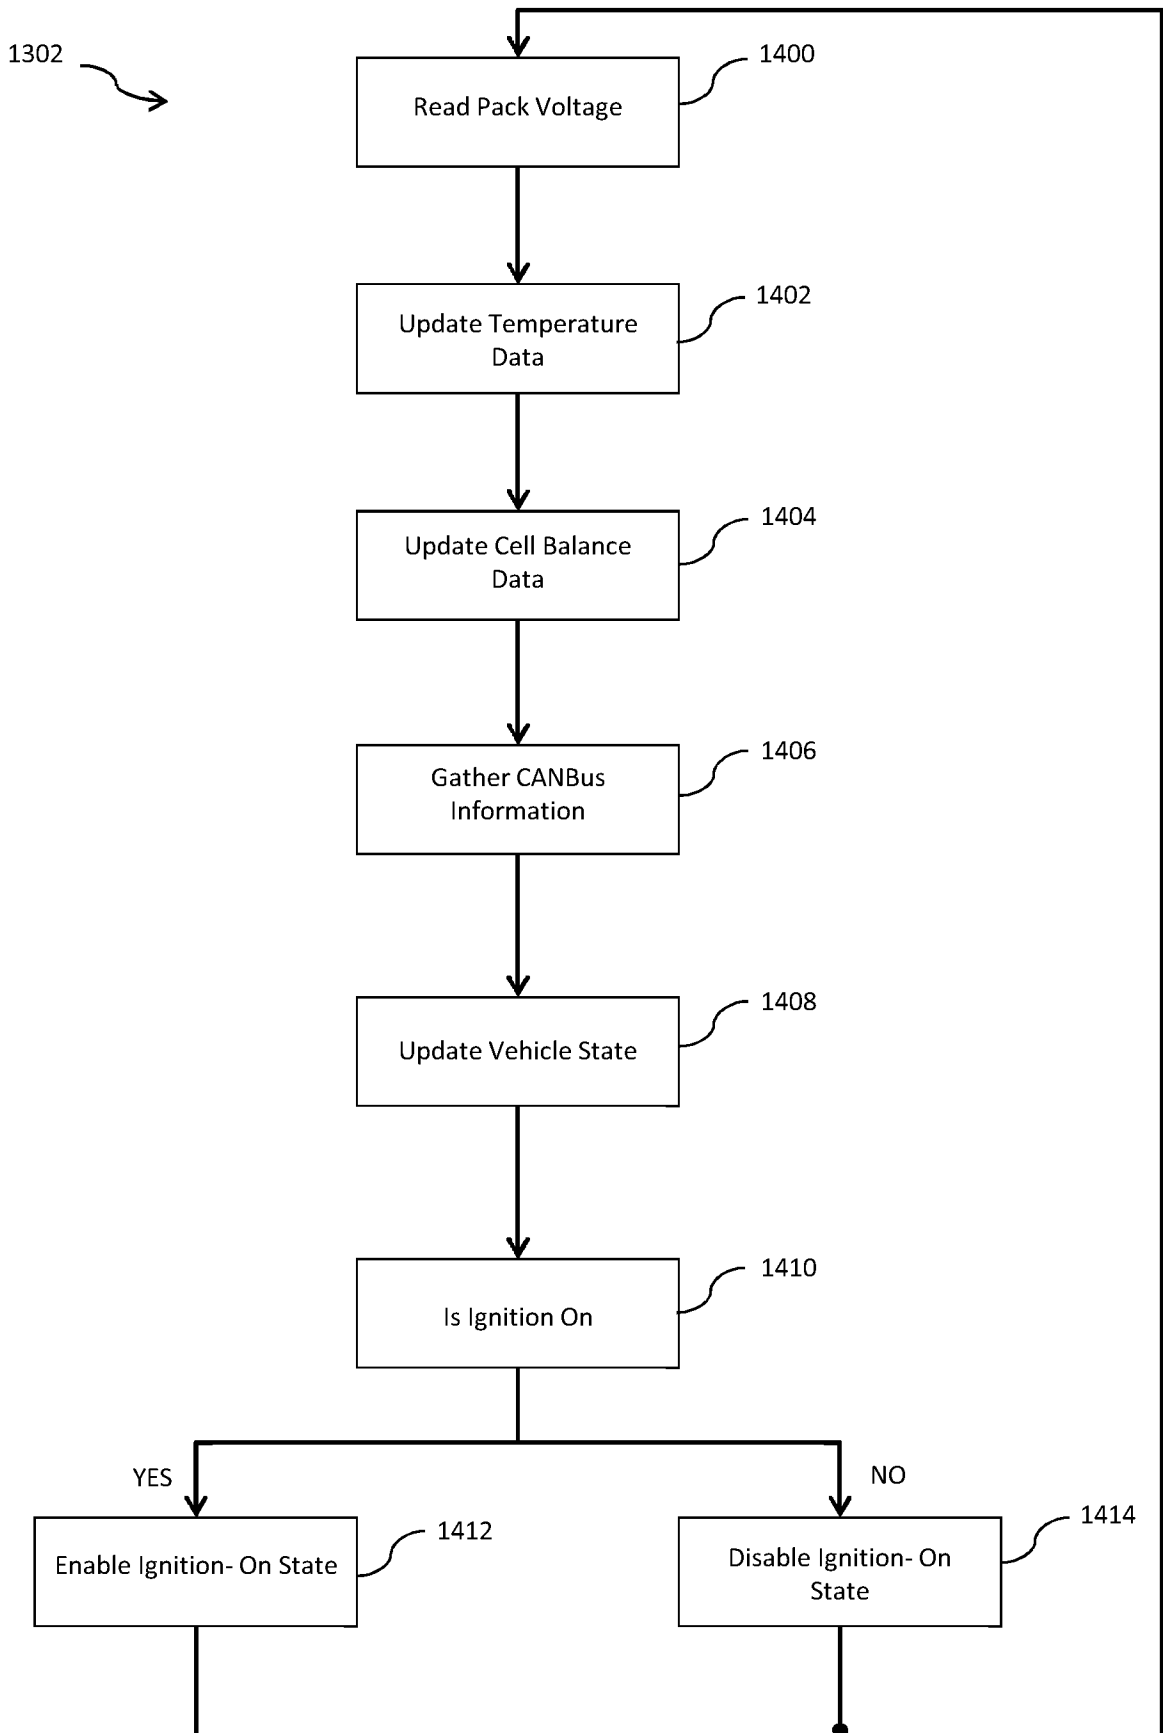 1302
1400
Read Pack Voltage
1402
Update Temperature
Data
1404
Update Cell Balance
Data
1406
Gather CANBus
Information
1408
Update Vehicle State
1410
Is Ignition On
YES
NO
1412
1414
Enable Ignition- On State
Disable Ignition- On
State